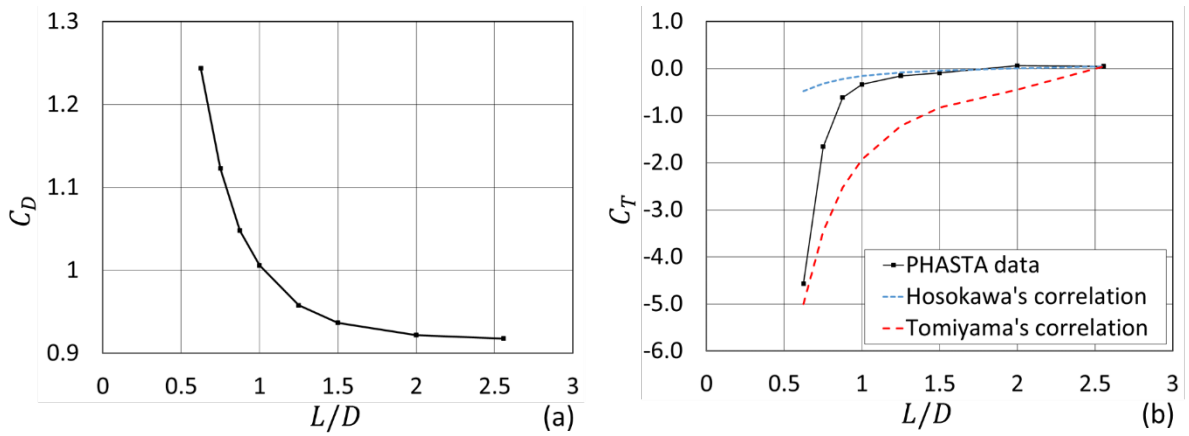 1.3
1.2
1.1
1
0.9
C_D
0 0.5 1 1.5 2 2.5 3
L/D
(a)
0.0
-1.0
-2.0
-3.0
-4.0
-5.0
-6.0
C_T
PHASTA data
Hosokawa's correlation
Tomiyama's correlation
0 0.5 1 1.5 2 2.5 3
L/D
(b)